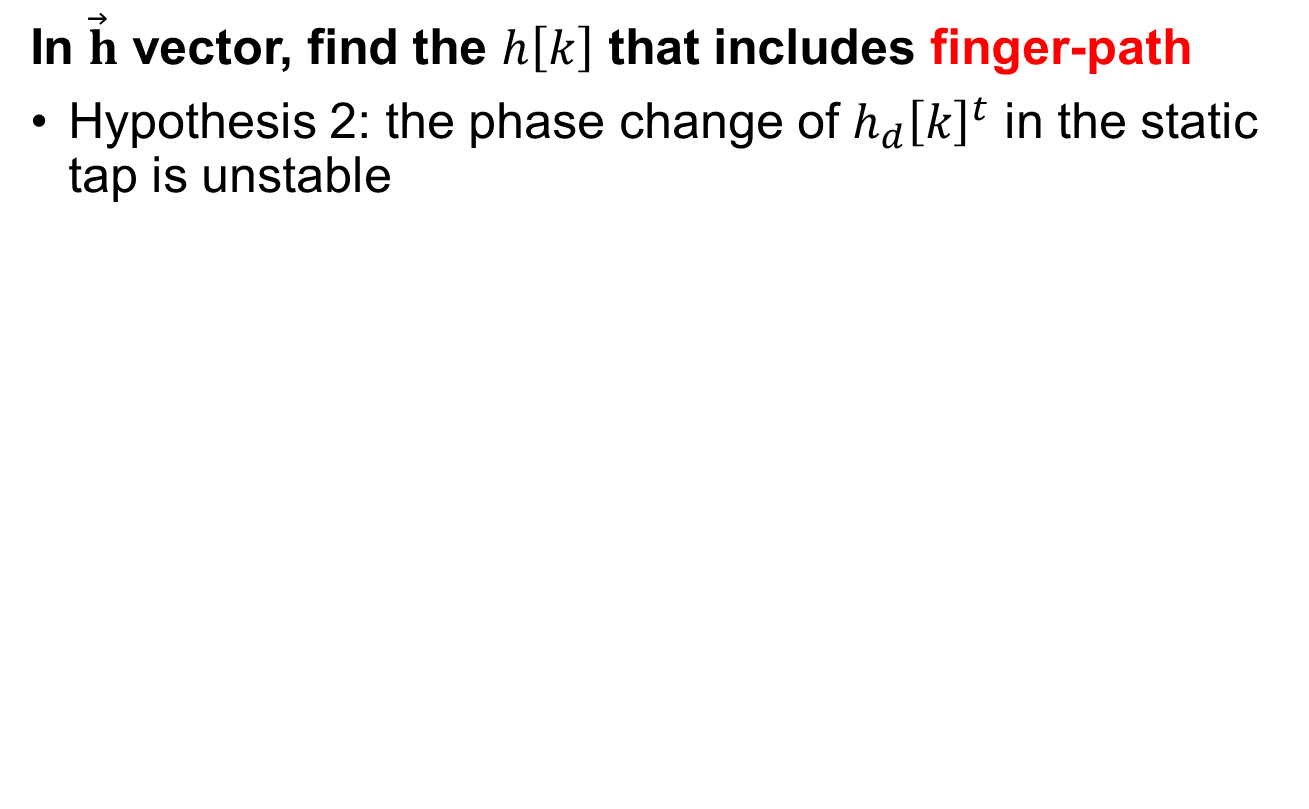 In h⃗ vector, find the h[k] that includes finger-path
• Hypothesis 2: the phase change of h_d[k]^t in the static
tap is unstable